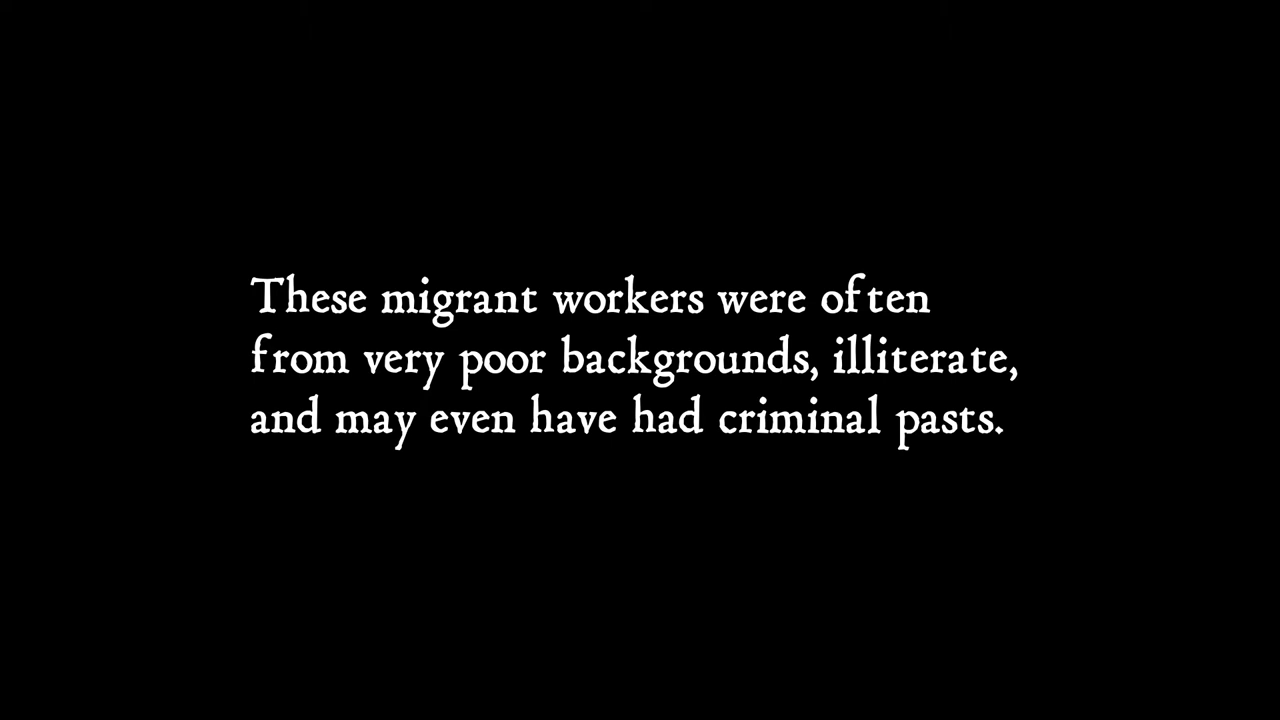 These migrant workers were often
from very poor backgrounds, illiterate,
and may even have had criminal pasts.